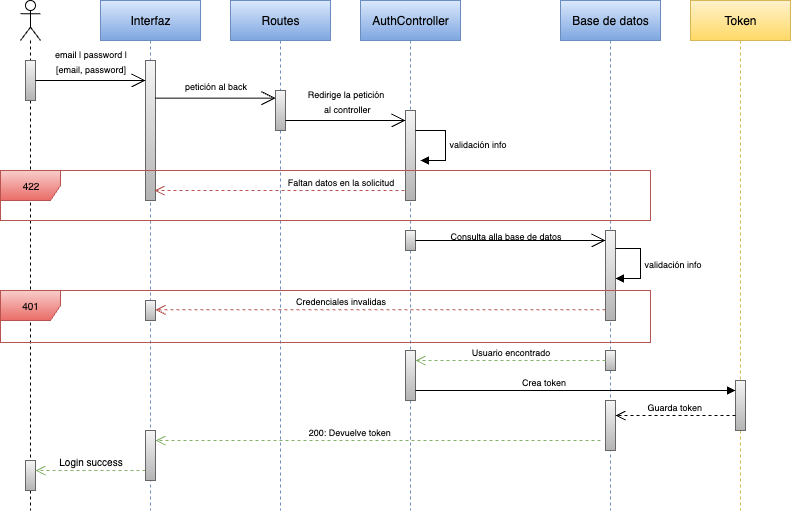 Interfaz
Routes
AuthController
Base de datos
Token
email | password |
[email, password]
petición al back
Redirige la petición
al controller
validación info
422
Faltan datos en la solicitud
Consulta alla base de datos
validación info
401
Credenciales invalidas
Usuario encontrado
Crea token
Guarda token
200: Devuelve token
Login success